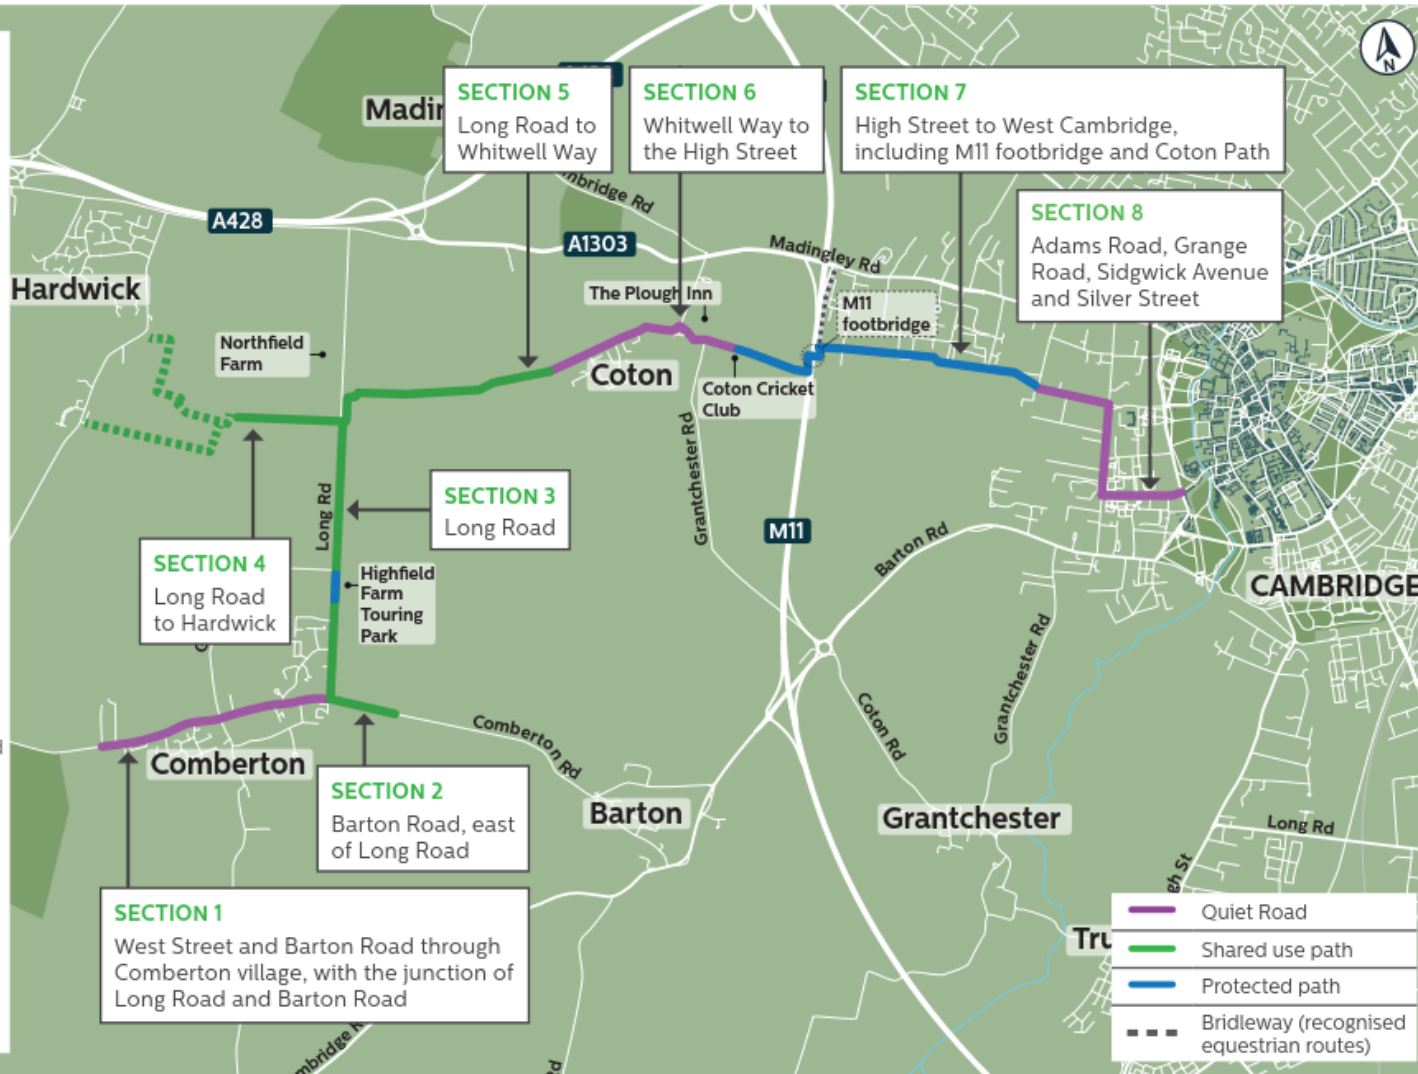 SECTION 5
Long Road to
Whitwell Way
SECTION 6
Whitwell Way to
the High Street
SECTION 7
High Street to West Cambridge,
including M11 footbridge and Coton Path
SECTION 8
Adams Road, Grange
Road, Sidgwick Avenue
and Silver Street
N
A428
A1303
Madingley Rd
Hardwick
The Plough Inn
M11
footbridge
Northfield
Farm
Coton
Coton Cricket
Club
Grantchester Rd
Long Rd
SECTION 3
Long Road
M11
Barton Rd
SECTION 4
Long Road
to Hardwick
Highfield
Farm
Touring
Park
CAMBRIDGE
Grantchester Rd
Coton Rd
Comberton Rd
Comberton
SECTION 2
Barton Road, east
of Long Road
Barton
Grantchester
Long Rd
SECTION 1
West Street and Barton Road through
Comberton village, with the junction of
Long Road and Barton Road
Quiet Road
Shared use path
Protected path
Bridleway (recognised
equestrian routes)